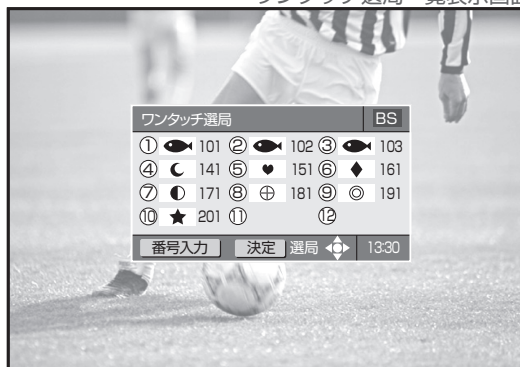 ワンタッチ選局一覧表示画面
ワンタッチ選局 BS
① 101 ② 102 ③ 103
④ 141 ⑤ 151 ⑥ 161
⑦ 171 ⑧ 181 ⑨ 191
⑩ 201 ⑪ ⑫
番号入力 決定 選局 13:30